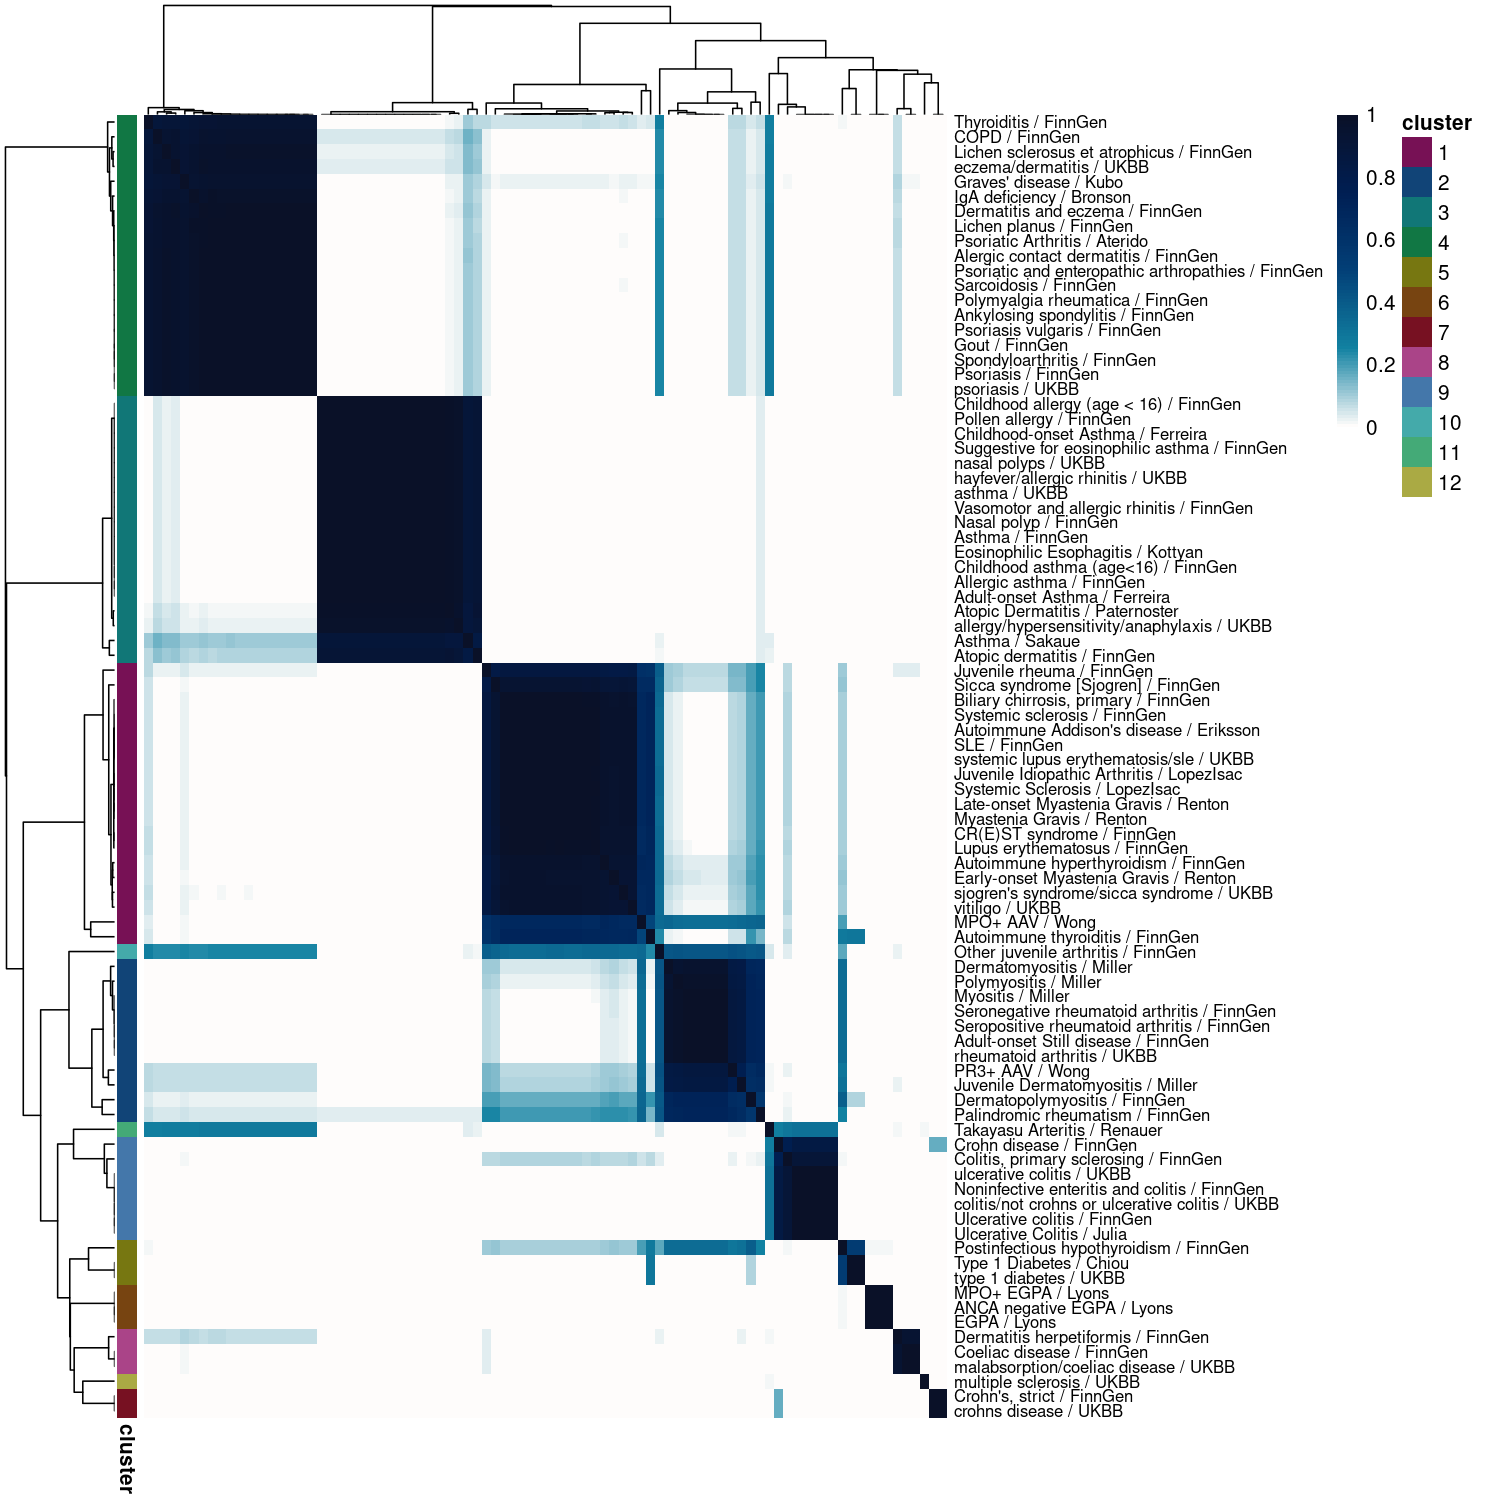 Thyroiditis / FinnGen
COPD / FinnGen
Lichen sclerosus et atrophicus / FinnGen
eczema/dermatitis / UKBB
Graves' disease / Kubo
IgA deficiency / Bronson
Dermatitis and eczema / FinnGen
Lichen planus / FinnGen
Psoriatic Arthritis / Aterido
Alergic contact dermatitis / FinnGen
Psoriatic and enteropathic arthropathies / FinnGen
Sarcoidosis / FinnGen
Polymyalgia rheumatica / FinnGen
Ankylosing spondylitis / FinnGen
Psoriasis vulgaris / FinnGen
Gout / FinnGen
Spondyloarthritis / FinnGen
Psoriasis / FinnGen
psoriasis / UKBB
Childhood allergy (age < 16) / FinnGen
Pollen allergy / FinnGen
Childhood-onset Asthma / Ferreira
Suggestive for eosinophilic asthma / FinnGen
nasal polyps / UKBB
hayfever/allergic rhinitis / UKBB
asthma / UKBB
Vasomotor and allergic rhinitis / FinnGen
Nasal polyp / FinnGen
Asthma / FinnGen
Eosinophilic Esophagitis / Kottyan
Childhood asthma (age<16) / FinnGen
Allergic asthma / FinnGen
Adult-onset Asthma / Ferreira
Atopic Dermatitis / Paternoster
allergy/hypersensitivity/anaphylaxis / UKBB
Asthma / Sakaue
Atopic dermatitis / FinnGen
Juvenile rheuma / FinnGen
Sicca syndrome [Sjogren] / FinnGen
Biliary chirrosis, primary / FinnGen
Systemic sclerosis / FinnGen
Autoimmune Addison's disease / Eriksson
SLE / FinnGen
systemic lupus erythematosis/sle / UKBB
Juvenile Idiopathic Arthritis / LopezIsac
Systemic Sclerosis / LopezIsac
Late-onset Myastenia Gravis / Renton
Myastenia Gravis / Renton
CR(E)ST syndrome / FinnGen
Lupus erythematosus / FinnGen
Autoimmune hyperthyroidism / FinnGen
Early-onset Myastenia Gravis / Renton
sjogren's syndrome/sicca syndrome / UKBB
vitiligo / UKBB
MPO+ AAV / Wong
Autoimmune thyroiditis / FinnGen
Other juvenile arthritis / FinnGen
Dermatomyositis / Miller
Polymyositis / Miller
Myositis / Miller
Seronegative rheumatoid arthritis / FinnGen
Seropositive rheumatoid arthritis / FinnGen
Adult-onset Still disease / FinnGen
rheumatoid arthritis / UKBB
PR3+ AAV / Wong
Juvenile Dermatomyositis / Miller
Dermatopolymyositis / FinnGen
Palindromic rheumatism / FinnGen
Takayasu Arteritis / Renauer
Crohn disease / FinnGen
Colitis, primary sclerosing / FinnGen
ulcerative colitis / UKBB
Noninfective enteritis and colitis / FinnGen
colitis/not crohns or ulcerative colitis / UKBB
Ulcerative colitis / FinnGen
Ulcerative Colitis / Julia
Postinfectious hypothyroidism / FinnGen
Type 1 Diabetes / Chiou
type 1 diabetes / UKBB
MPO+ EGPA / Lyons
ANCA negative EGPA / Lyons
EGPA / Lyons
Dermatitis herpetiformis / FinnGen
Coeliac disease / FinnGen
malabsorption/coeliac disease / UKBB
multiple sclerosis / UKBB
Crohn's, strict / FinnGen
crohns disease / UKBB
cluster
1
0.8
0.6
0.4
0.2
0
cluster
1
2
3
4
5
6
7
8
9
10
11
12